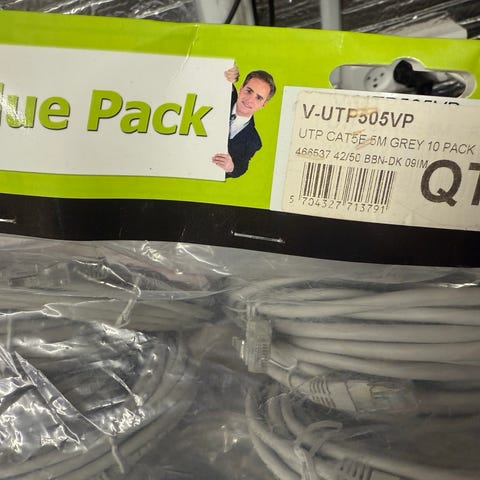 lue Pack
V-UTP505VP
UTP CAT5E 5M GREY 10 PACK
466537 42/50 BBN-DK 09IM
QT
5 704327 713791